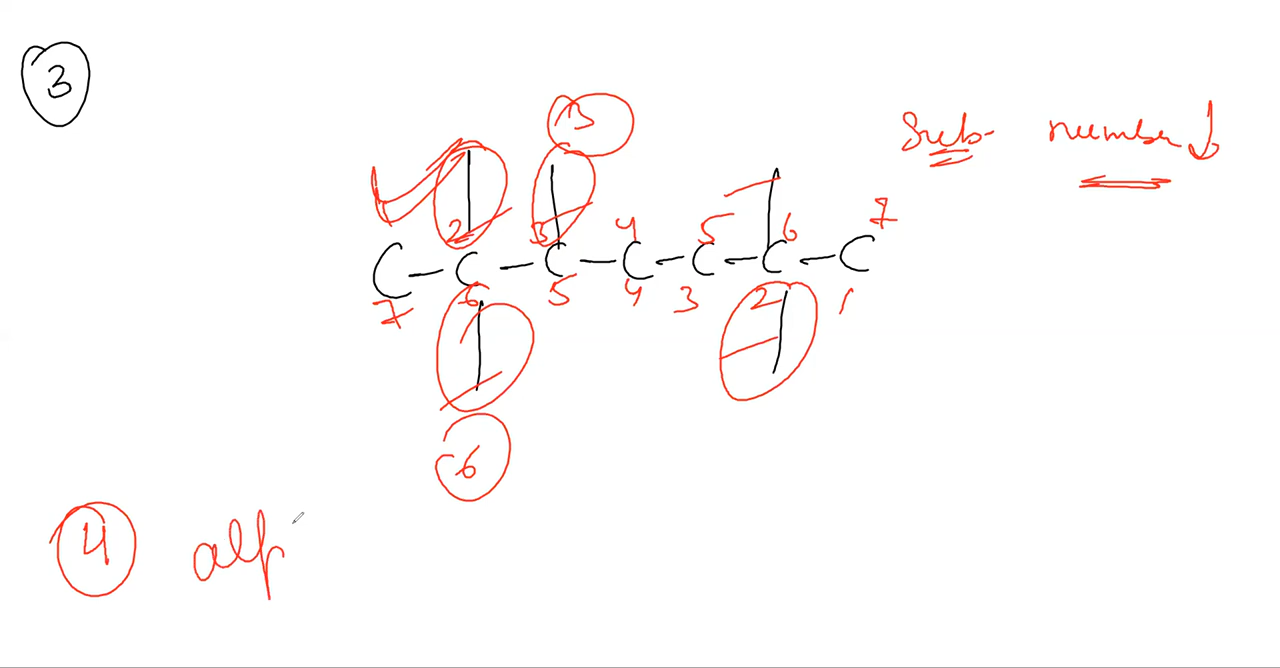 3
3
Sub- number ↓
2 3 4 5 6 7
C-C-C-C-C-C-C
7 6 5 4 3 2 1
6
4 alp